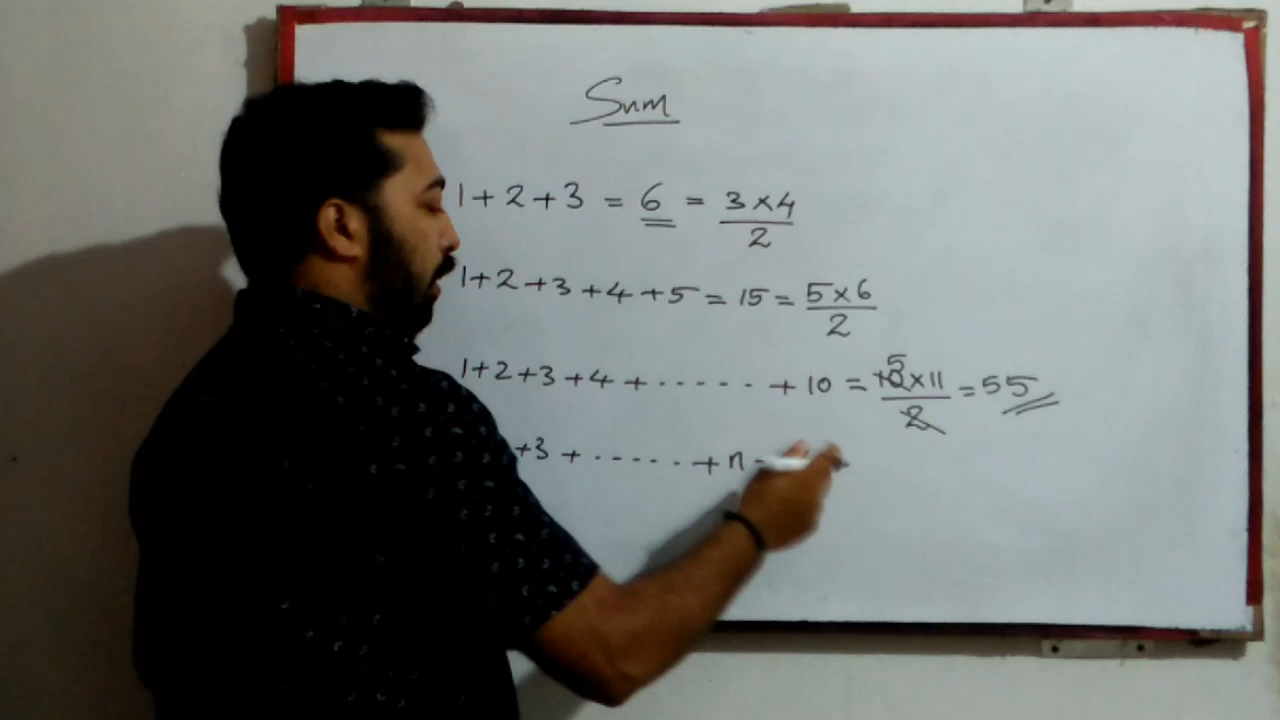 Sum
1+2+3 = 6 = 3×4/2
1+2+3+4+5 = 15 = 5×6/2
1+2+3+4+.....+10 = 5 10×11/2 = 55
+3+.....+n